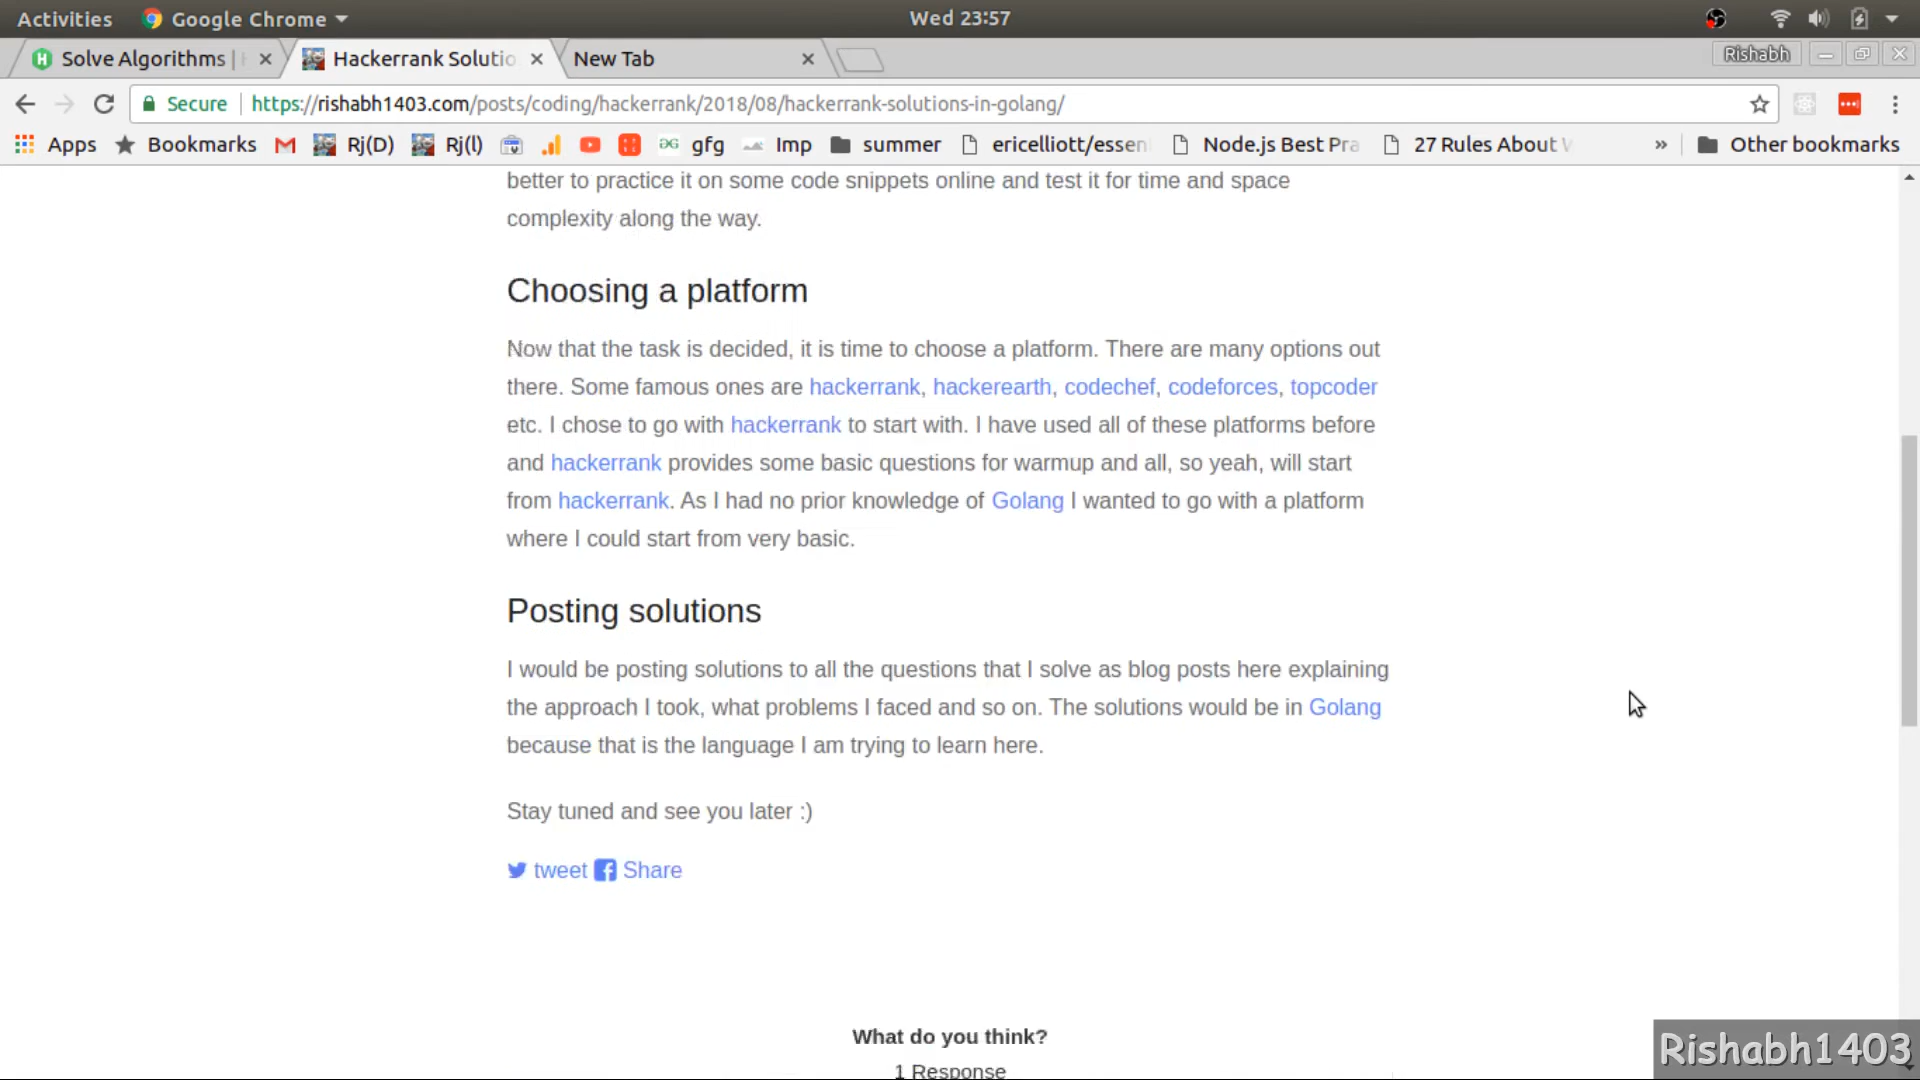 Activities Google Chrome Wed 23:57
Solve Algorithms | Hackerrank Solutio New Tab Rishabh
Secure https://rishabh1403.com/posts/coding/hackerrank/2018/08/hackerrank-solutions-in-golang/
Apps Bookmarks Rj(D) Rj(l) gfg Imp summer ericelliott/essen Node.js Best Pra 27 Rules About » Other bookmarks
better to practice it on some code snippets online and test it for time and space
complexity along the way.
Choosing a platform
Now that the task is decided, it is time to choose a platform. There are many options out
there. Some famous ones are hackerrank, hackerearth, codechef, codeforces, topcoder
etc. I chose to go with hackerrank to start with. I have used all of these platforms before
and hackerrank provides some basic questions for warmup and all, so yeah, will start
from hackerrank. As I had no prior knowledge of Golang I wanted to go with a platform
where I could start from very basic.
Posting solutions
I would be posting solutions to all the questions that I solve as blog posts here explaining
the approach I took, what problems I faced and so on. The solutions would be in Golang
because that is the language I am trying to learn here.
Stay tuned and see you later :)
tweet Share
What do you think?
1 Response
Rishabh1403